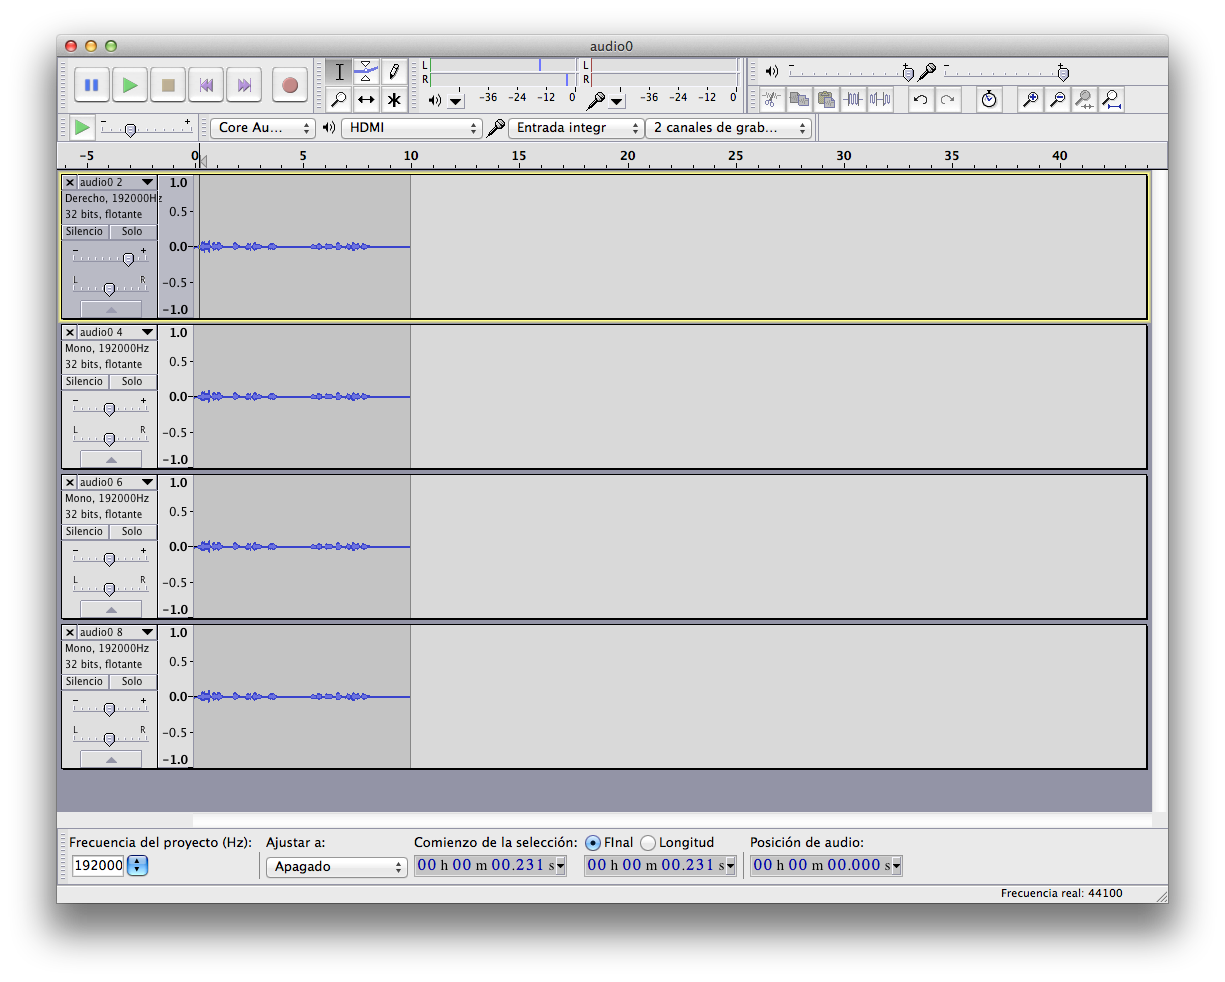 audio0
L
R
-36 -24 -12 0
L
R
-36 -24 -12 0
- +
- +
- +
Core Au...
HDMI
Entrada integr
2 canales de grab...
-5 0 5 10 15 20 25 30 35 40
audio0 2
Derecho, 192000Hz
32 bits, flotante
Silencio Solo
- +
L R
1.0
0.5-
0.0-
-0.5-
-1.0
audio0 4
Mono, 192000Hz
32 bits, flotante
Silencio Solo
- +
L R
1.0
0.5-
0.0-
-0.5-
-1.0
audio0 6
Mono, 192000Hz
32 bits, flotante
Silencio Solo
- +
L R
1.0
0.5-
0.0-
-0.5-
-1.0
audio0 8
Mono, 192000Hz
32 bits, flotante
Silencio Solo
- +
L R
1.0
0.5-
0.0-
-0.5-
-1.0
Frecuencia del proyecto (Hz): Ajustar a: Comienzo de la selección: FInal Longitud Posición de audio:
192000 Apagado 00 h 00 m 00.231 s 00 h 00 m 00.231 s 00 h 00 m 00.000 s
Frecuencia real: 44100